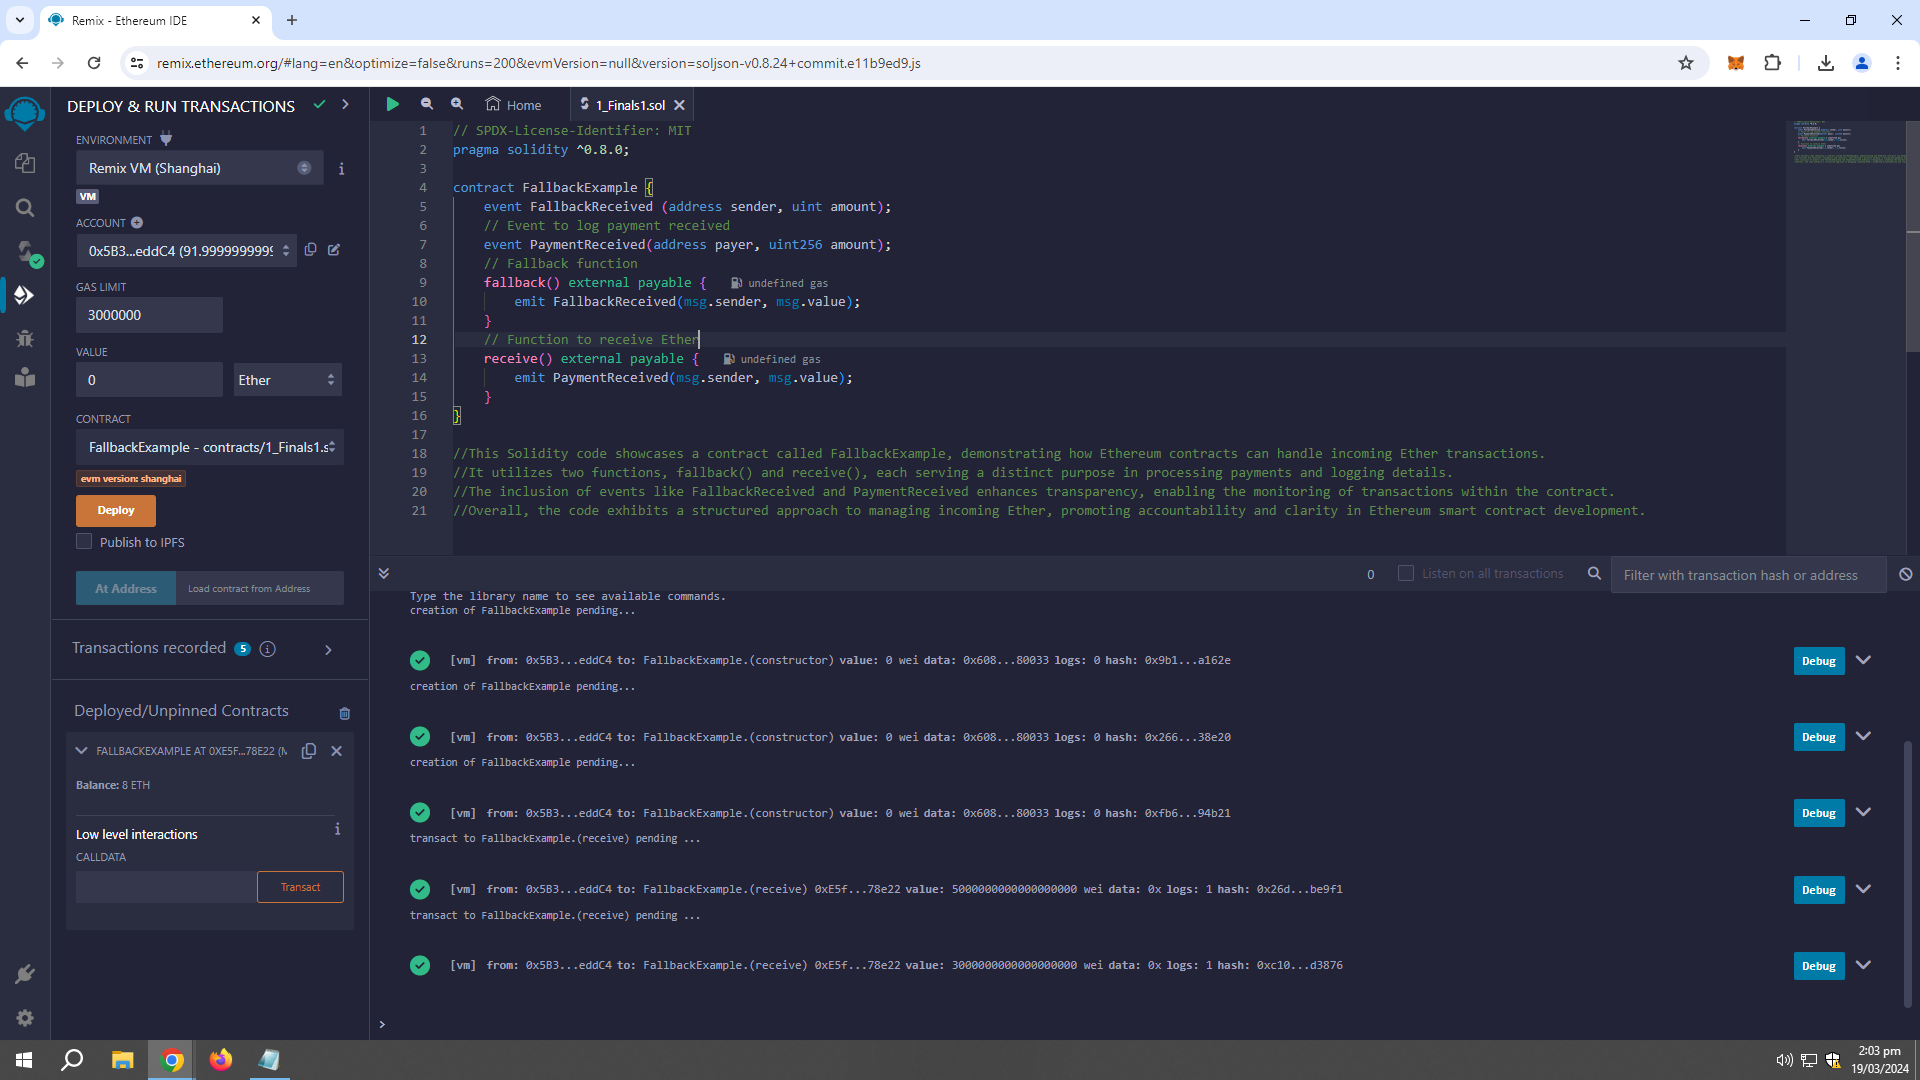 Remix - Ethereum IDE
remix.ethereum.org/#lang=en&optimize=false&runs=200&evmVersion=null&version=soljson-v0.8.24+commit.e11b9ed9.js
DEPLOY & RUN TRANSACTIONS
ENVIRONMENT
Remix VM (Shanghai)
VM
ACCOUNT
0x5B3...eddC4 (91.9999999999
GAS LIMIT
3000000
VALUE
0
Ether
CONTRACT
FallbackExample - contracts/1_Finals1.s
evm version: shanghai
Deploy
Publish to IPFS
At Address
Load contract from Address
Transactions recorded 5 i
Deployed/Unpinned Contracts
FALLBACKEXAMPLE AT 0XE5F...78E22 (M
Balance: 8 ETH
Low level interactions
CALLDATA
Transact
Home
1_Finals1.sol
1 // SPDX-License-Identifier: MIT
2 pragma solidity ^0.8.0;
3
4 contract FallbackExample {
5 event FallbackReceived (address sender, uint amount);
6 // Event to log payment received
7 event PaymentReceived(address payer, uint256 amount);
8 // Fallback function
9 fallback() external payable { undefined gas
10 emit FallbackReceived(msg.sender, msg.value);
11 }
12 // Function to receive Ether
13 receive() external payable { undefined gas
14 emit PaymentReceived(msg.sender, msg.value);
15 }
16 }
17
18 //This Solidity code showcases a contract called FallbackExample, demonstrating how Ethereum contracts can handle incoming Ether transactions.
19 //It utilizes two functions, fallback() and receive(), each serving a distinct purpose in processing payments and logging details.
20 //The inclusion of events like FallbackReceived and PaymentReceived enhances transparency, enabling the monitoring of transactions within the contract.
21 //Overall, the code exhibits a structured approach to managing incoming Ether, promoting accountability and clarity in Ethereum smart contract development.
0
Listen on all transactions
Filter with transaction hash or address
Type the library name to see available commands.
creation of FallbackExample pending...
[vm] from: 0x5B3...eddC4 to: FallbackExample.(constructor) value: 0 wei data: 0x608...80033 logs: 0 hash: 0x9b1...a162e
Debug
creation of FallbackExample pending...
[vm] from: 0x5B3...eddC4 to: FallbackExample.(constructor) value: 0 wei data: 0x608...80033 logs: 0 hash: 0x266...38e20
Debug
creation of FallbackExample pending...
[vm] from: 0x5B3...eddC4 to: FallbackExample.(constructor) value: 0 wei data: 0x608...80033 logs: 0 hash: 0xfb6...94b21
Debug
transact to FallbackExample.(receive) pending ...
[vm] from: 0x5B3...eddC4 to: FallbackExample.(receive) 0xE5f...78e22 value: 5000000000000000000 wei data: 0x logs: 1 hash: 0x26d...be9f1
Debug
transact to FallbackExample.(receive) pending ...
[vm] from: 0x5B3...eddC4 to: FallbackExample.(receive) 0xE5f...78e22 value: 3000000000000000000 wei data: 0x logs: 1 hash: 0xc10...d3876
Debug
>
2:03 pm
19/03/2024